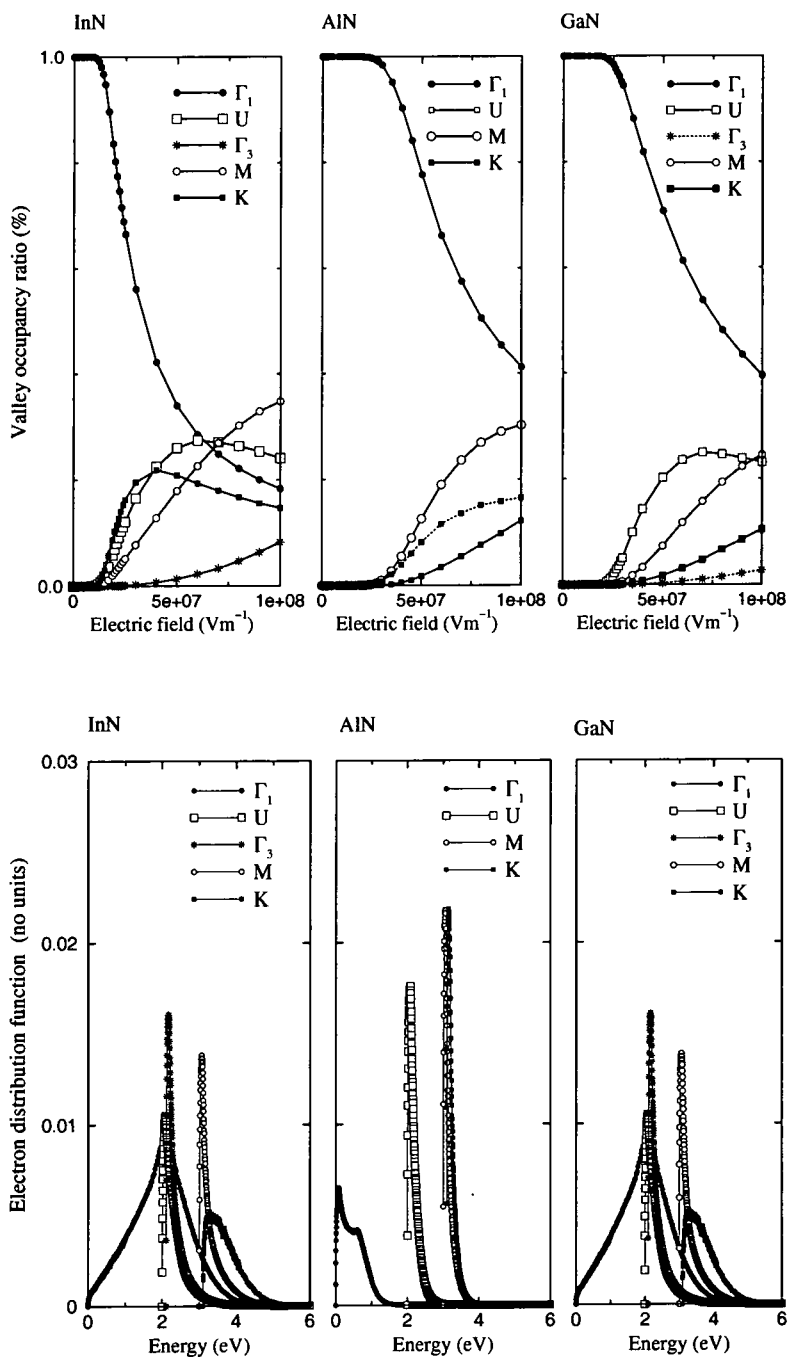 InN AlN GaN
Valley occupancy ratio (%)
1.0
0.0
Γ₁
U
Γ₃
M
K
Γ₁
U
M
K
Γ₁
U
Γ₃
M
K
0 5e+07 1e+08
0 5e+07 1e+08
0 5e+07 1e+08
Electric field (Vm⁻¹) Electric field (Vm⁻¹) Electric field (Vm⁻¹)
InN AlN GaN
Electron distribution function (no units)
0.03
0.02
0.01
0
Γ₁
U
Γ₃
M
K
Γ₁
U
M
K
Γ₁
U
Γ₃
M
K
0 2 4 6
0 2 4 6
0 2 4 6
Energy (eV) Energy (eV) Energy (eV)